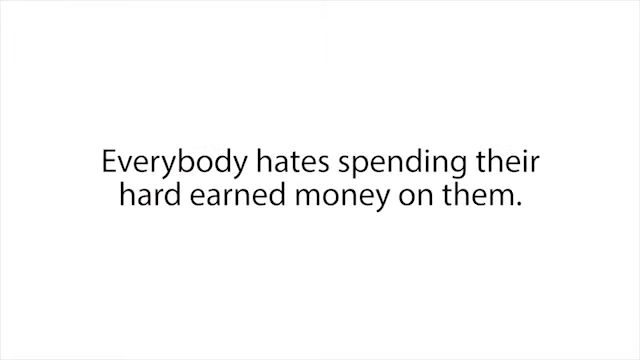 Everybody hates spending their
hard earned money on them.